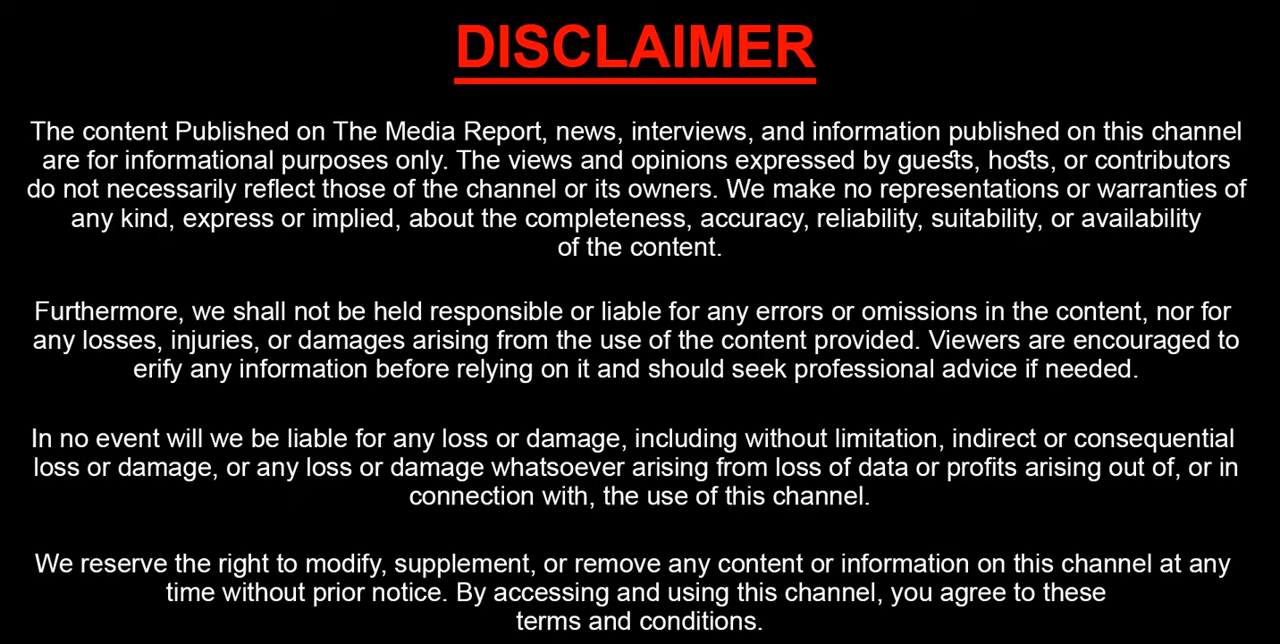 DISCLAIMER
The content Published on The Media Report, news, interviews, and information published on this channel
are for informational purposes only. The views and opinions expressed by guests, hosts, or contributors
do not necessarily reflect those of the channel or its owners. We make no representations or warranties of
any kind, express or implied, about the completeness, accuracy, reliability, suitability, or availability
of the content.
Furthermore, we shall not be held responsible or liable for any errors or omissions in the content, nor for
any losses, injuries, or damages arising from the use of the content provided. Viewers are encouraged to
erify any information before relying on it and should seek professional advice if needed.
In no event will we be liable for any loss or damage, including without limitation, indirect or consequential
loss or damage, or any loss or damage whatsoever arising from loss of data or profits arising out of, or in
connection with, the use of this channel.
We reserve the right to modify, supplement, or remove any content or information on this channel at any
time without prior notice. By accessing and using this channel, you agree to these
terms and conditions.